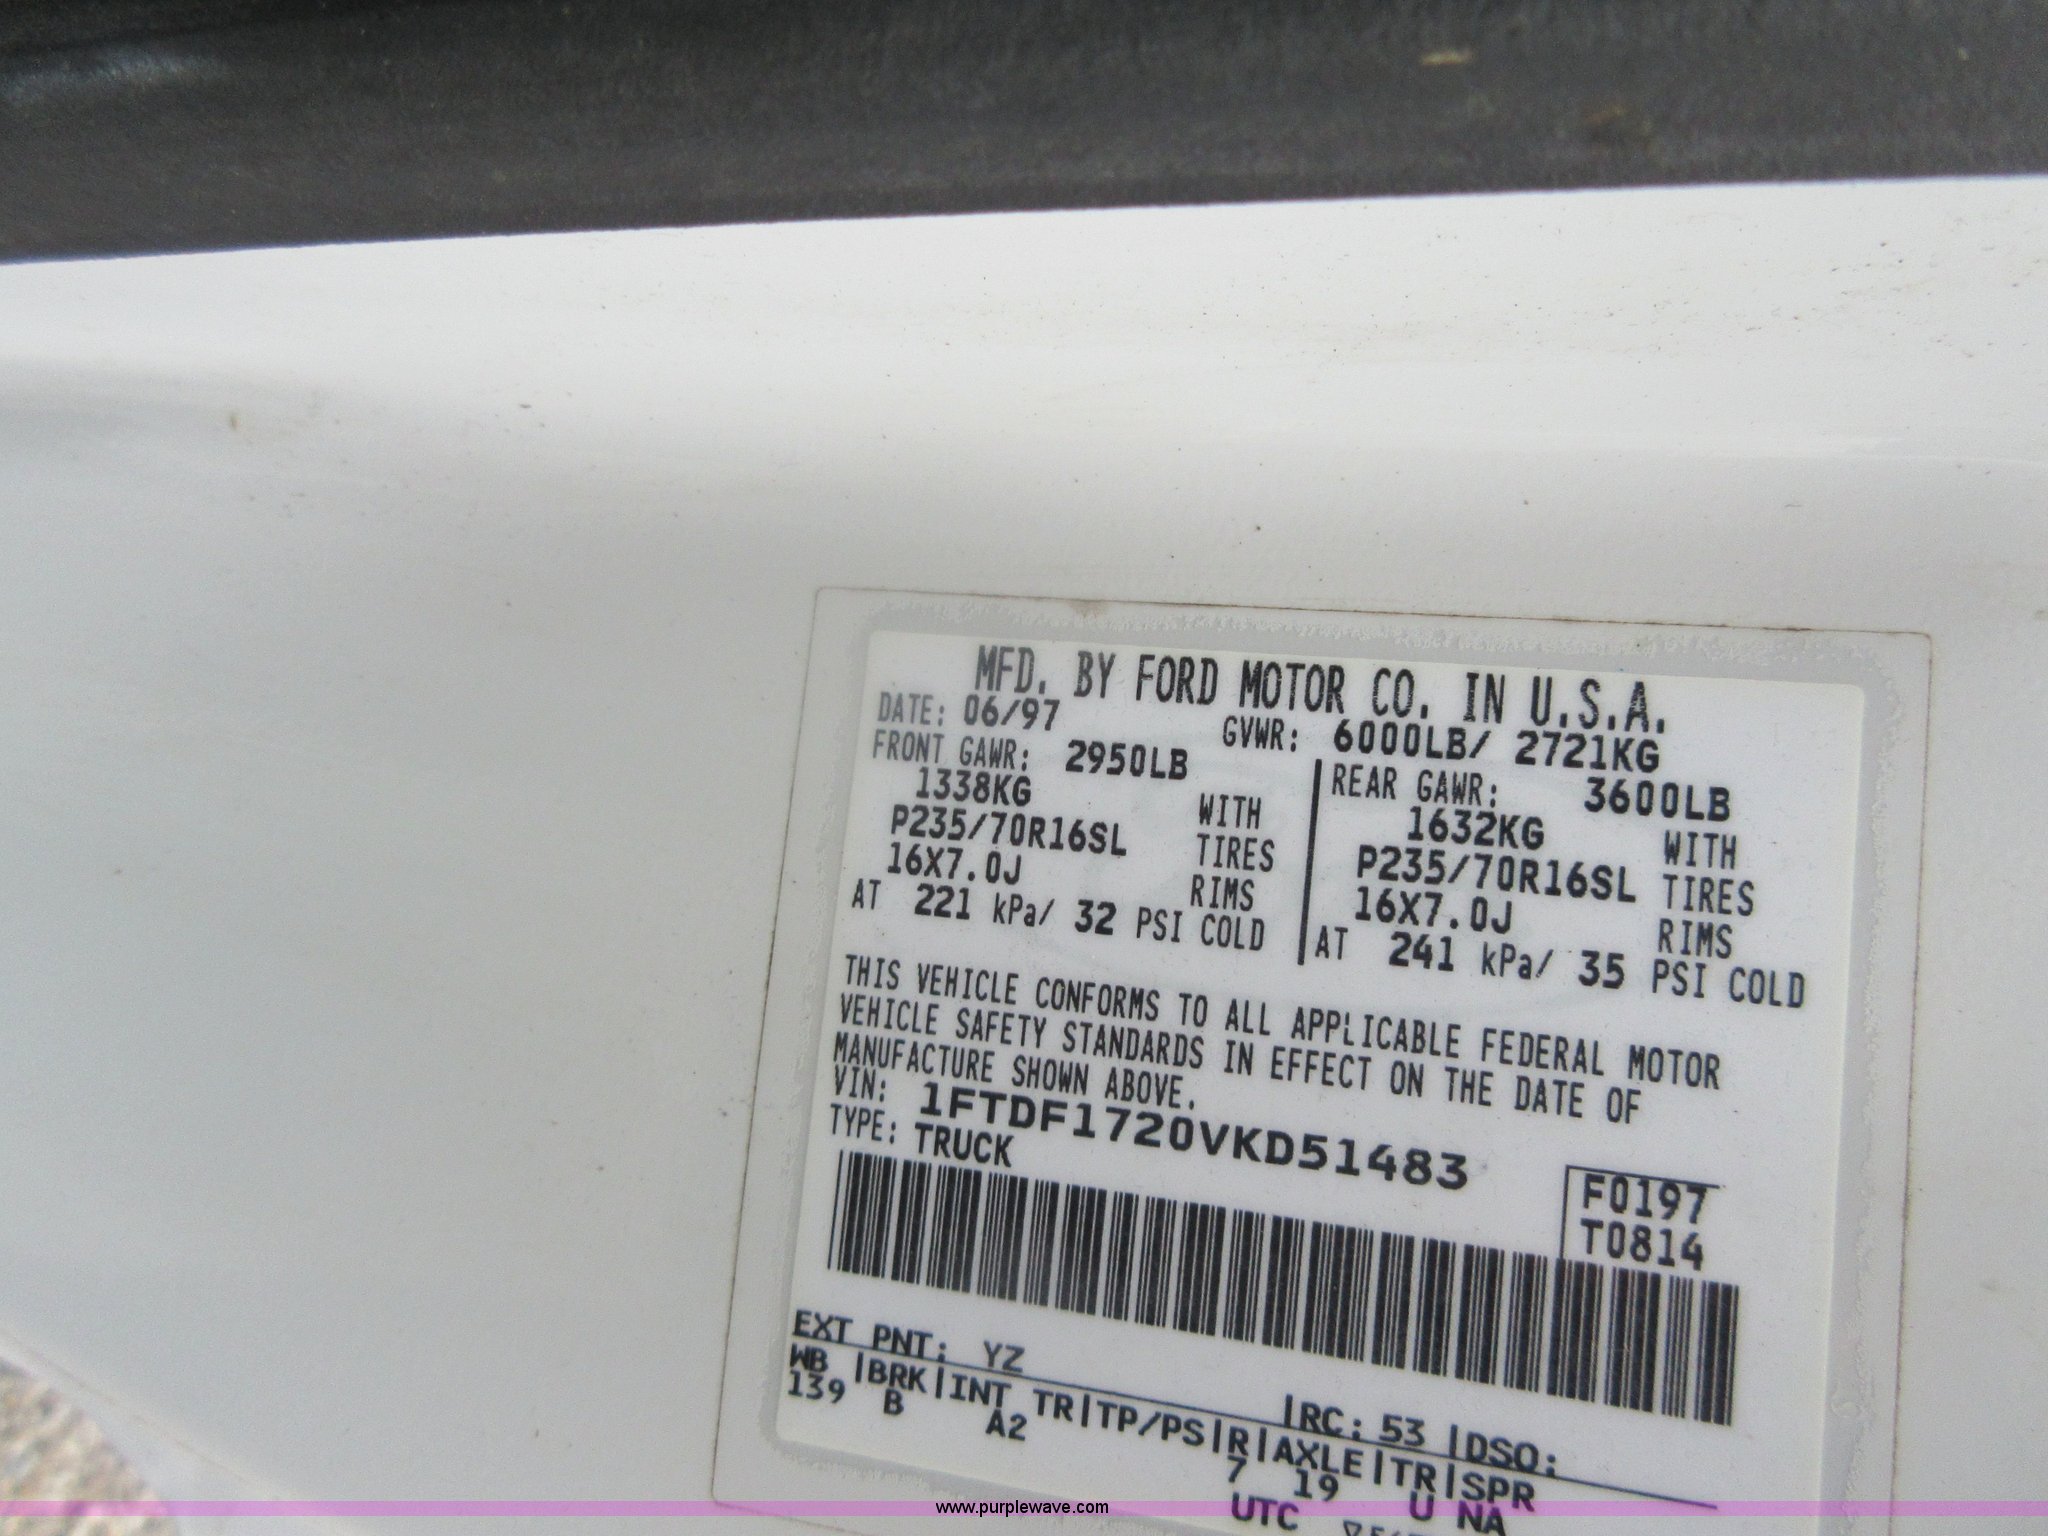 MFD. BY FORD MOTOR CO. IN U.S.A.
DATE: 06/97 GVWR: 6000LB/ 2721KG
FRONT GAWR: 2950LB
1338KG WITH
P235/70R16SL TIRES
16X7.0J RIMS
AT 221 kPa/ 32 PSI COLD
REAR GAWR: 3600LB
1632KG WITH
P235/70R16SL TIRES
16X7.0J RIMS
AT 241 kPa/ 35 PSI COLD
THIS VEHICLE CONFORMS TO ALL APPLICABLE FEDERAL MOTOR
VEHICLE SAFETY STANDARDS IN EFFECT ON THE DATE OF
MANUFACTURE SHOWN ABOVE.
VIN: 1FTDF1720VKD51483
TYPE: TRUCK
F0197
T0814
EXT PNT: YZ |RC: 53 |DSO:
WB |BRK|INT TR|TP/PS|R|AXLE|TR|SPR
139 B A2 7 19 U NA
UTC
www.purplewave.com